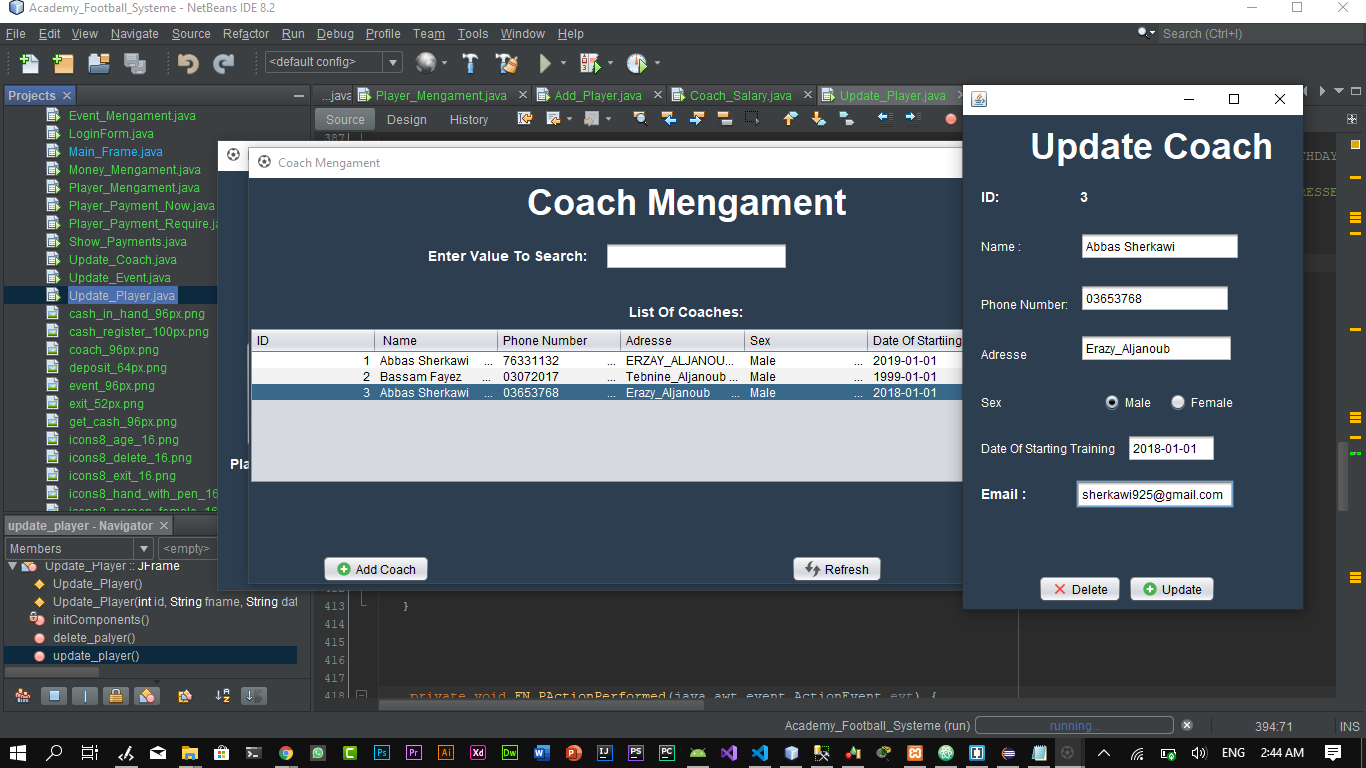 Academy_Football_Systeme - NetBeans IDE 8.2
File Edit View Navigate Source Refactor Run Debug Profile Team Tools Window Help
Search (Ctrl+I)
<default config>
Projects
...java Player_Mengament.java Add_Player.java Coach_Salary.java Update_Player.java
Source Design History
Event_Mengament.java
LoginForm.java
Main_Frame.java
Money_Mengament.java
Player_Mengament.java
Player_Payment_Now.java
Player_Payment_Require.ja
Show_Payments.java
Update_Coach.java
Update_Event.java
Update_Player.java
cash_in_hand_96px.png
cash_register_100px.png
coach_96px.png
deposit_64px.png
event_96px.png
exit_52px.png
get_cash_96px.png
icons8_age_16.png
icons8_delete_16.png
icons8_exit_16.png
icons8_hand_with_pen_16
update_player - Navigator
Members
<empty>
Update_Player :: JFrame
Update_Player()
Update_Player(int id, String fname, String dat
initComponents()
delete_palyer()
update_player()
387
Pla
Coach Mengament
Coach Mengament
Enter Value To Search:
List Of Coaches:
ID Name Phone Number Adresse Sex Date Of Startiing
1 Abbas Sherkawi ... 76331132 ERZAY_ALJANOU... Male ... 2019-01-01
2 Bassam Fayez ... 03072017 ... Tebnine_Aljanoub ... Male ... 1999-01-01
3 Abbas Sherkawi ... 03653768 ... Erazy_Aljanoub ... Male ... 2018-01-01
Add Coach
Refresh
Update Coach
ID: 3
Name : Abbas Sherkawi
Phone Number: 03653768
Adresse Erazy_Aljanoub
Sex Male Female
Date Of Starting Training 2018-01-01
Email : sherkawi925@gmail.com
Delete Update
THDAY
RESSE
413 }
414
415
416
417
418 private void FN_PActionPerformed(java.awt.event.ActionEvent evt) {
Academy_Football_Systeme (run) running... 394:71 INS
ENG 2:44 AM